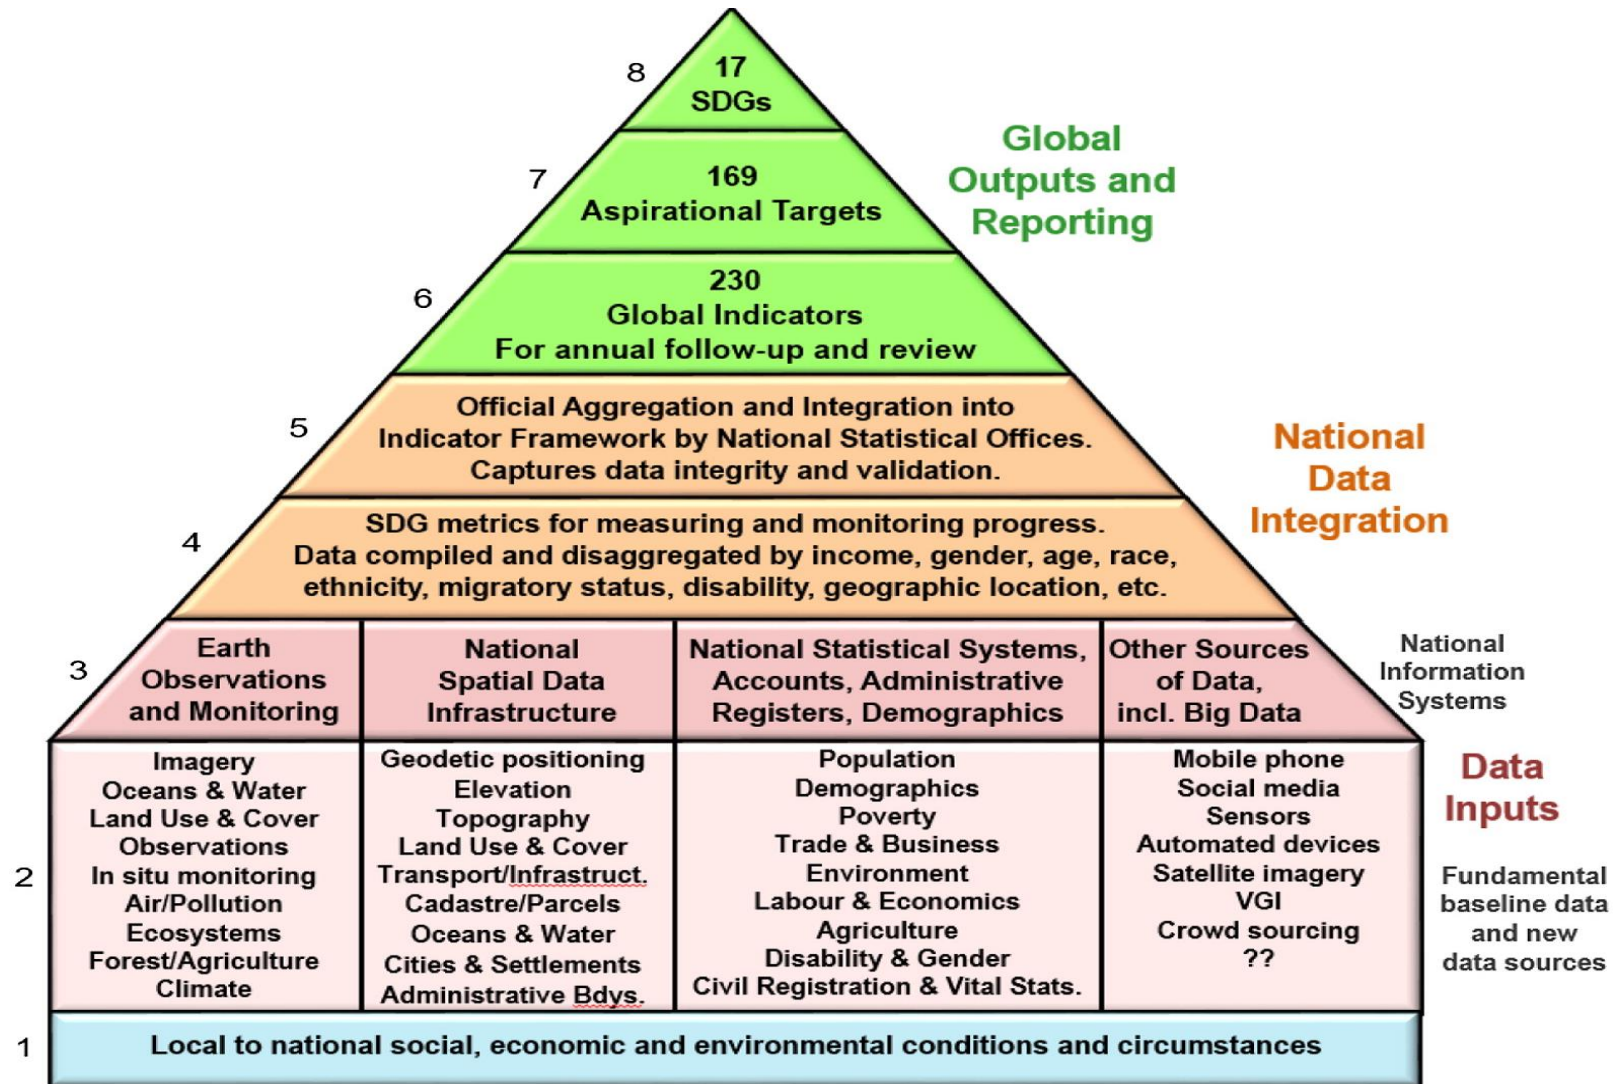 8
17
SDGs
7
169
Aspirational Targets
Global
Outputs and
Reporting
6
230
Global Indicators
For annual follow-up and review
5
Official Aggregation and Integration into
Indicator Framework by National Statistical Offices.
Captures data integrity and validation.
National
Data
Integration
4
SDG metrics for measuring and monitoring progress.
Data compiled and disaggregated by income, gender, age, race,
ethnicity, migratory status, disability, geographic location, etc.
3
Earth
Observations
and Monitoring
National
Spatial Data
Infrastructure
National Statistical Systems,
Accounts, Administrative
Registers, Demographics
Other Sources
of Data,
incl. Big Data
National
Information
Systems
2
Imagery
Oceans & Water
Land Use & Cover
Observations
In situ monitoring
Air/Pollution
Ecosystems
Forest/Agriculture
Climate
Geodetic positioning
Elevation
Topography
Land Use & Cover
Transport/Infrastruct.
Cadastre/Parcels
Oceans & Water
Cities & Settlements
Administrative Bdys.
Population
Demographics
Poverty
Trade & Business
Environment
Labour & Economics
Agriculture
Disability & Gender
Civil Registration & Vital Stats.
Mobile phone
Social media
Sensors
Automated devices
Satellite imagery
VGI
Crowd sourcing
??
Data
Inputs
Fundamental
baseline data
and new
data sources
1
Local to national social, economic and environmental conditions and circumstances